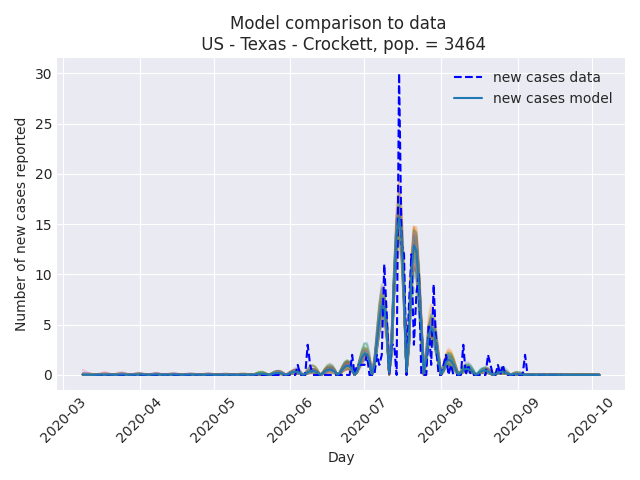 Model comparison to data
US - Texas - Crockett, pop. = 3464
new cases data
new cases model
Number of new cases reported
30
25
20
15
10
5
0
2020-03
2020-04
2020-05
2020-06
2020-07
2020-08
2020-09
2020-10
Day